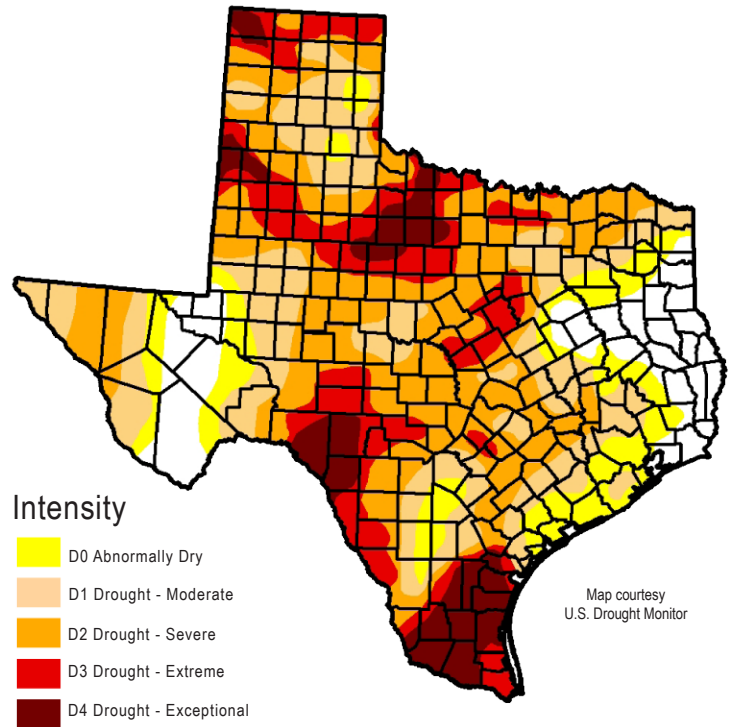 Intensity
D0 Abnormally Dry
D1 Drought - Moderate
D2 Drought - Severe
D3 Drought - Extreme
D4 Drought - Exceptional
Map courtesy
U.S. Drought Monitor